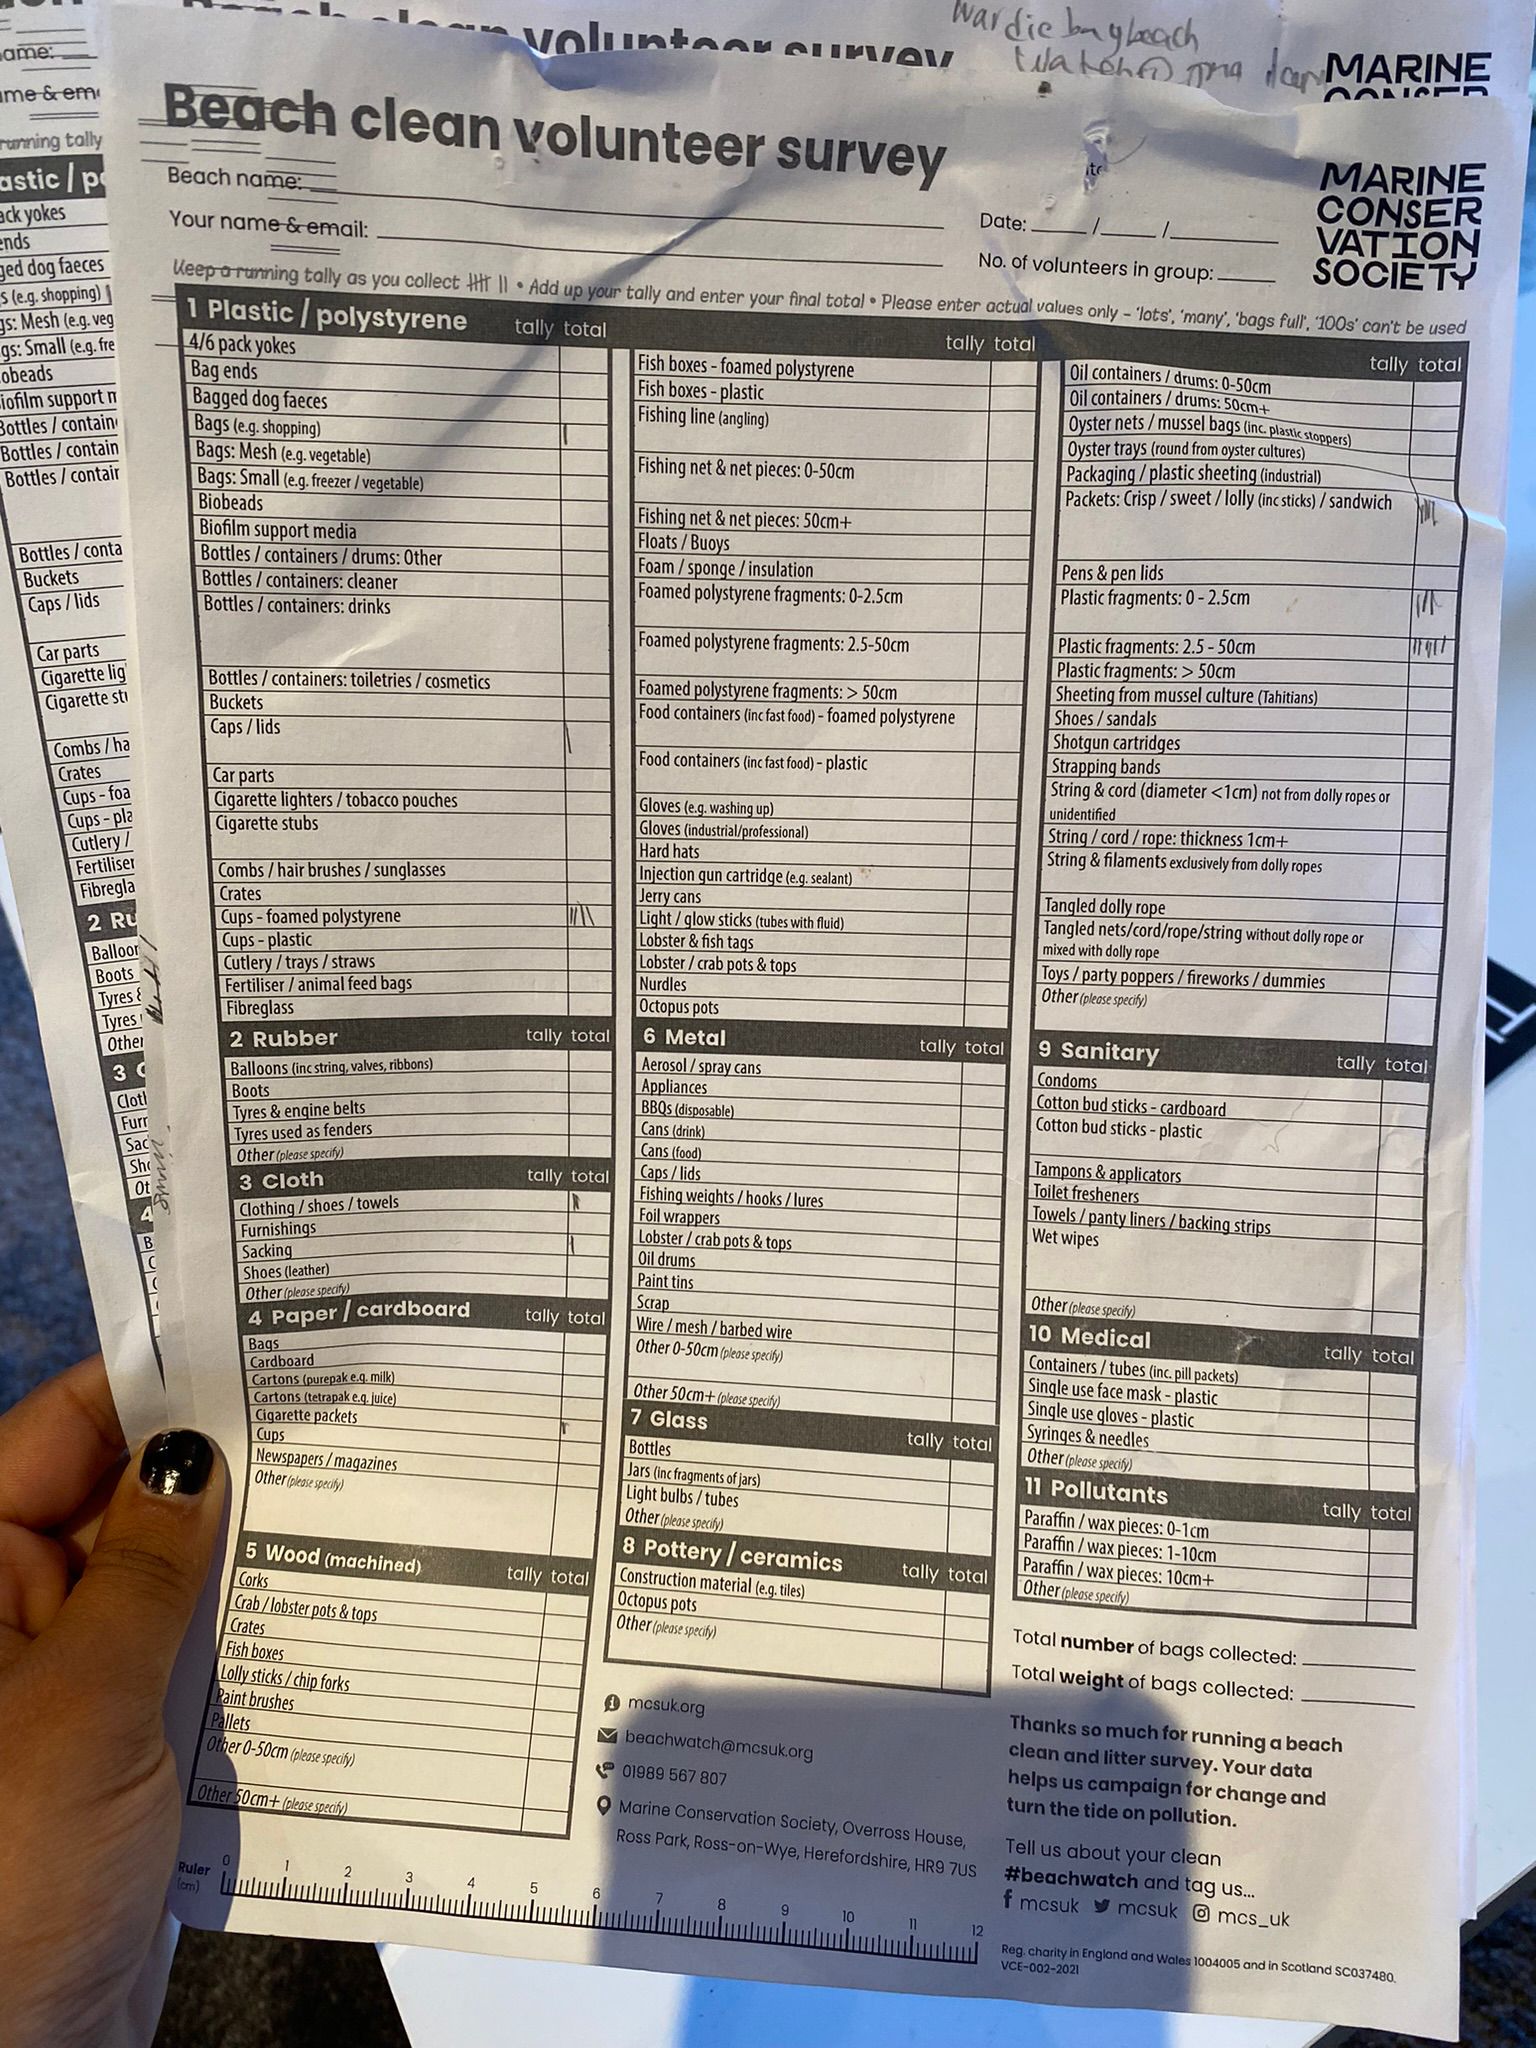 Wardie bay beach
Beach clean volunteer survey
MARINE
CONSER
VATION
SOCIETY
Beach name:
Your name & email:
Date: ____ /____ /________
No. of volunteers in group:
Keep a running tally as you collect • Add up your tally and enter your final total • Please enter actual values only – 'lots', 'many', 'bags full', '100s' can't be used
1 Plastic / polystyrene tally total
4/6 pack yokes
Bag ends
Bagged dog faeces
Bags (e.g. shopping) |
Bags: Mesh (e.g. vegetable)
Bags: Small (e.g. freezer / vegetable)
Biobeads
Biofilm support media
Bottles / containers / drums: Other
Bottles / containers: cleaner
Bottles / containers: drinks
Bottles / containers: toiletries / cosmetics
Buckets
Caps / lids |
Car parts
Cigarette lighters / tobacco pouches
Cigarette stubs
Combs / hair brushes / sunglasses
Crates
Cups - foamed polystyrene
Cups - plastic
Cutlery / trays / straws
Fertiliser / animal feed bags
Fibreglass
tally total
Fish boxes - foamed polystyrene
Fish boxes - plastic
Fishing line (angling)
Fishing net & net pieces: 0-50cm
Fishing net & net pieces: 50cm+
Floats / Buoys
Foam / sponge / insulation
Foamed polystyrene fragments: 0-2.5cm
Foamed polystyrene fragments: 2.5-50cm
Foamed polystyrene fragments: > 50cm
Food containers (inc fast food) - foamed polystyrene
Food containers (inc fast food) - plastic
Gloves (e.g. washing up)
Gloves (industrial/professional)
Hard hats
Injection gun cartridge (e.g. sealant)
Jerry cans
Light / glow sticks (tubes with fluid)
Lobster & fish tags
Lobster / crab pots & tops
Nurdles
Octopus pots
tally total
Oil containers / drums: 0-50cm
Oil containers / drums: 50cm+
Oyster nets / mussel bags (inc. plastic stoppers)
Oyster trays (round from oyster cultures)
Packaging / plastic sheeting (industrial)
Packets: Crisp / sweet / lolly (inc sticks) / sandwich
Pens & pen lids
Plastic fragments: 0 - 2.5cm
Plastic fragments: 2.5 - 50cm
Plastic fragments: > 50cm
Sheeting from mussel culture (Tahitians)
Shoes / sandals
Shotgun cartridges
Strapping bands
String & cord (diameter <1cm) not from dolly ropes or
unidentified
String / cord / rope: thickness 1cm+
String & filaments exclusively from dolly ropes
Tangled dolly rope
Tangled nets/cord/rope/string without dolly rope or
mixed with dolly rope
Toys / party poppers / fireworks / dummies
Other (please specify)
2 Rubber tally total
Balloons (inc string, valves, ribbons)
Boots
Tyres & engine belts
Tyres used as fenders
Other (please specify)
3 Cloth tally total
Clothing / shoes / towels
Furnishings
Sacking |
Shoes (leather)
Other (please specify)
4 Paper / cardboard tally total
Bags
Cardboard
Cartons (purepak e.g. milk)
Cartons (tetrapak e.g. juice)
Cigarette packets
Cups
Newspapers / magazines
Other (please specify)
5 Wood (machined) tally total
Corks
Crab / lobster pots & tops
Crates
Fish boxes
Lolly sticks / chip forks
Paint brushes
Pallets
Other 0-50cm (please specify)
Other 50cm+ (please specify)
6 Metal tally total
Aerosol / spray cans
Appliances
BBQs (disposable)
Cans (drink)
Cans (food)
Caps / lids
Fishing weights / hooks / lures
Foil wrappers
Lobster / crab pots & tops
Oil drums
Paint tins
Scrap
Wire / mesh / barbed wire
Other 0-50cm (please specify)
Other 50cm+ (please specify)
7 Glass tally total
Bottles
Jars (inc fragments of jars)
Light bulbs / tubes
Other (please specify)
8 Pottery / ceramics tally total
Construction material (e.g. tiles)
Octopus pots
Other (please specify)
9 Sanitary tally total
Condoms
Cotton bud sticks - cardboard
Cotton bud sticks - plastic
Tampons & applicators
Toilet fresheners
Towels / panty liners / backing strips
Wet wipes
Other (please specify)
10 Medical tally total
Containers / tubes (inc. pill packets)
Single use face mask - plastic
Single use gloves - plastic
Syringes & needles
Other (please specify)
11 Pollutants tally total
Paraffin / wax pieces: 0-1cm
Paraffin / wax pieces: 1-10cm
Paraffin / wax pieces: 10cm+
Other (please specify)
Total number of bags collected:
Total weight of bags collected:
mcsuk.org
beachwatch@mcsuk.org
01989 567 807
Marine Conservation Society, Overross House,
Ross Park, Ross-on-Wye, Herefordshire, HR9 7US
Thanks so much for running a beach
clean and litter survey. Your data
helps us campaign for change and
turn the tide on pollution.
Tell us about your clean
#beachwatch and tag us...
mcsuk mcsuk mcs_uk
Reg. charity in England and Wales 1004005 and in Scotland SC037480.
VCE-002-2021
Ruler
(cm)
0 1 2 3 4 5 6 7 8 9 10 11 12